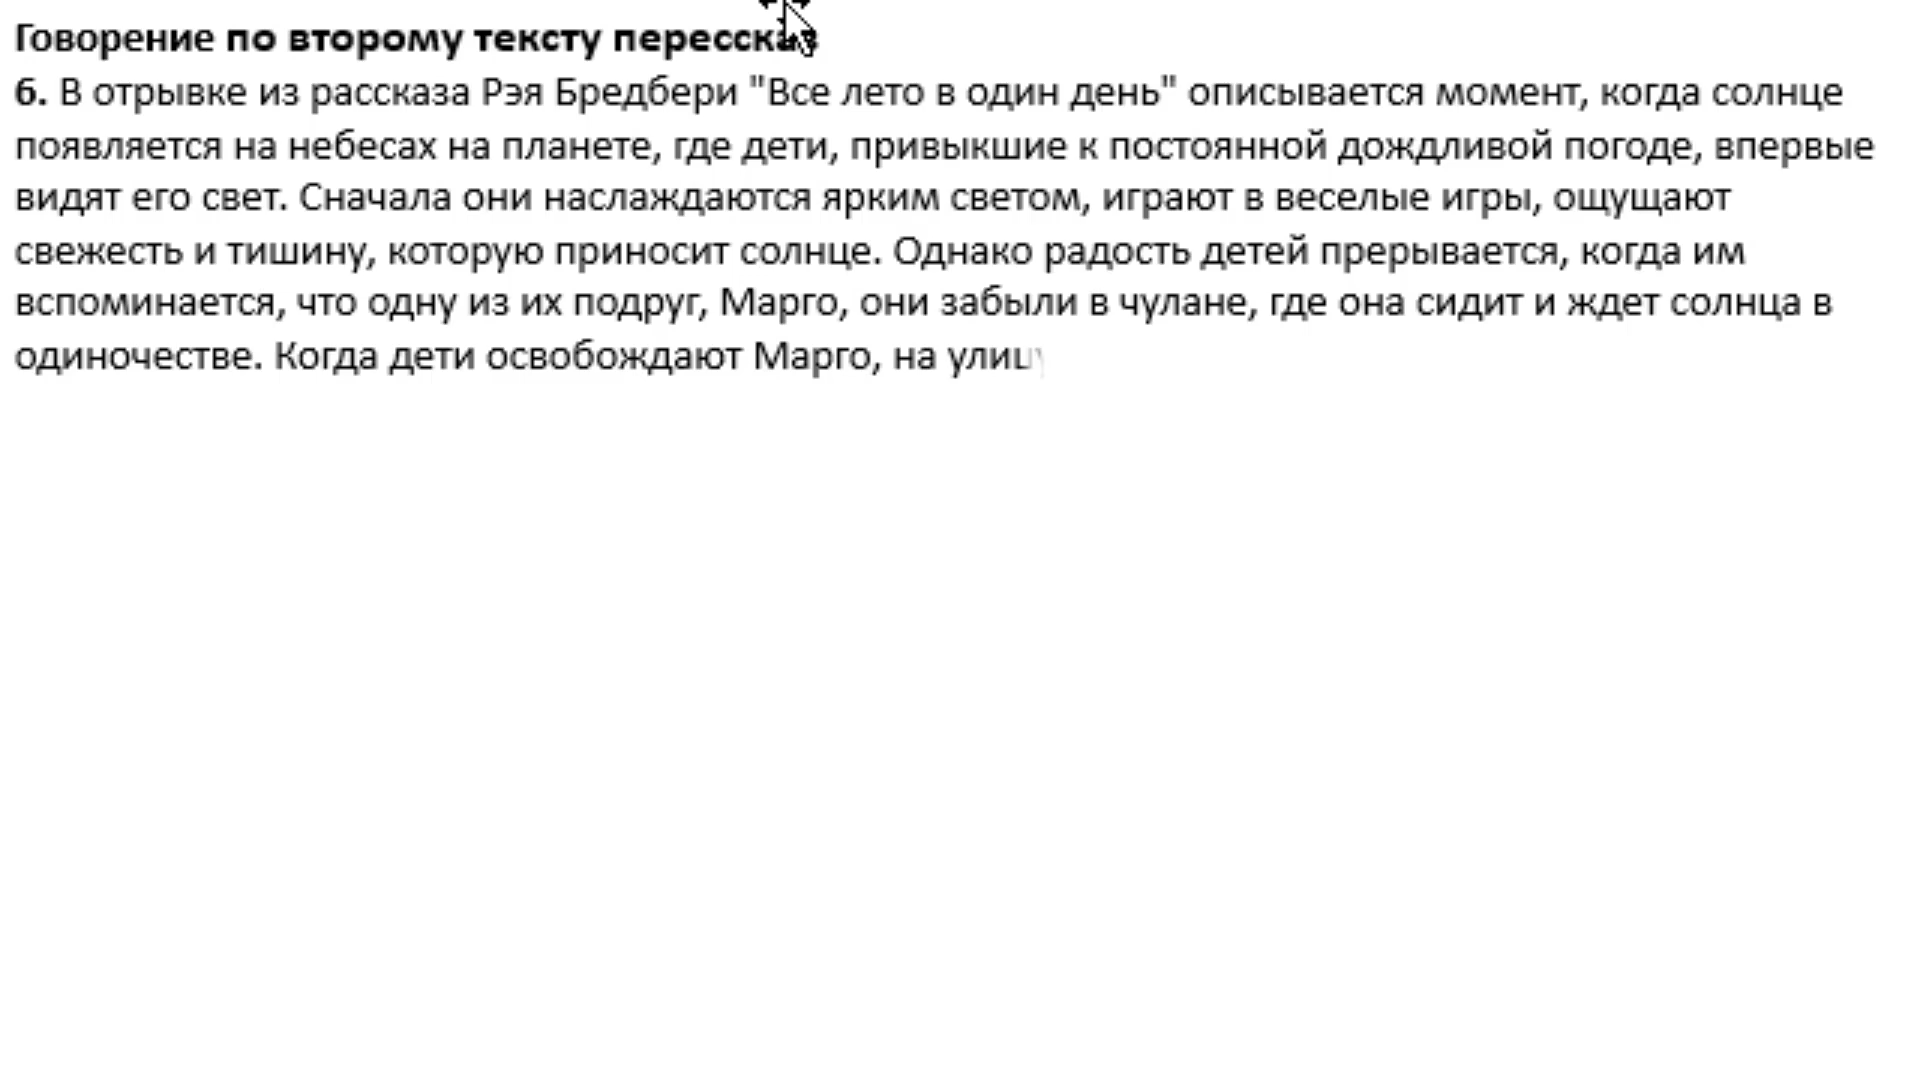 Говорение по второму текступерессказ
6. В отрывке из рассказа Рэя Бредбери "Все лето в один день" описывается момент, когда солнце
появляется на небесах на планете, где дети, привыкшие к постоянной дождливой погоде, впервые
видят его свет. Сначала они наслаждаются ярким светом, играют в веселые игры, ощущают
свежесть и тишину, которую приносит солнце. Однако радость детей прерывается, когда им
вспоминается, что одну из их подруг, Марго, они забыли в чулане, где она сидит и ждет солнца в
одиночестве. Когда дети освобождают Марго, на улицу